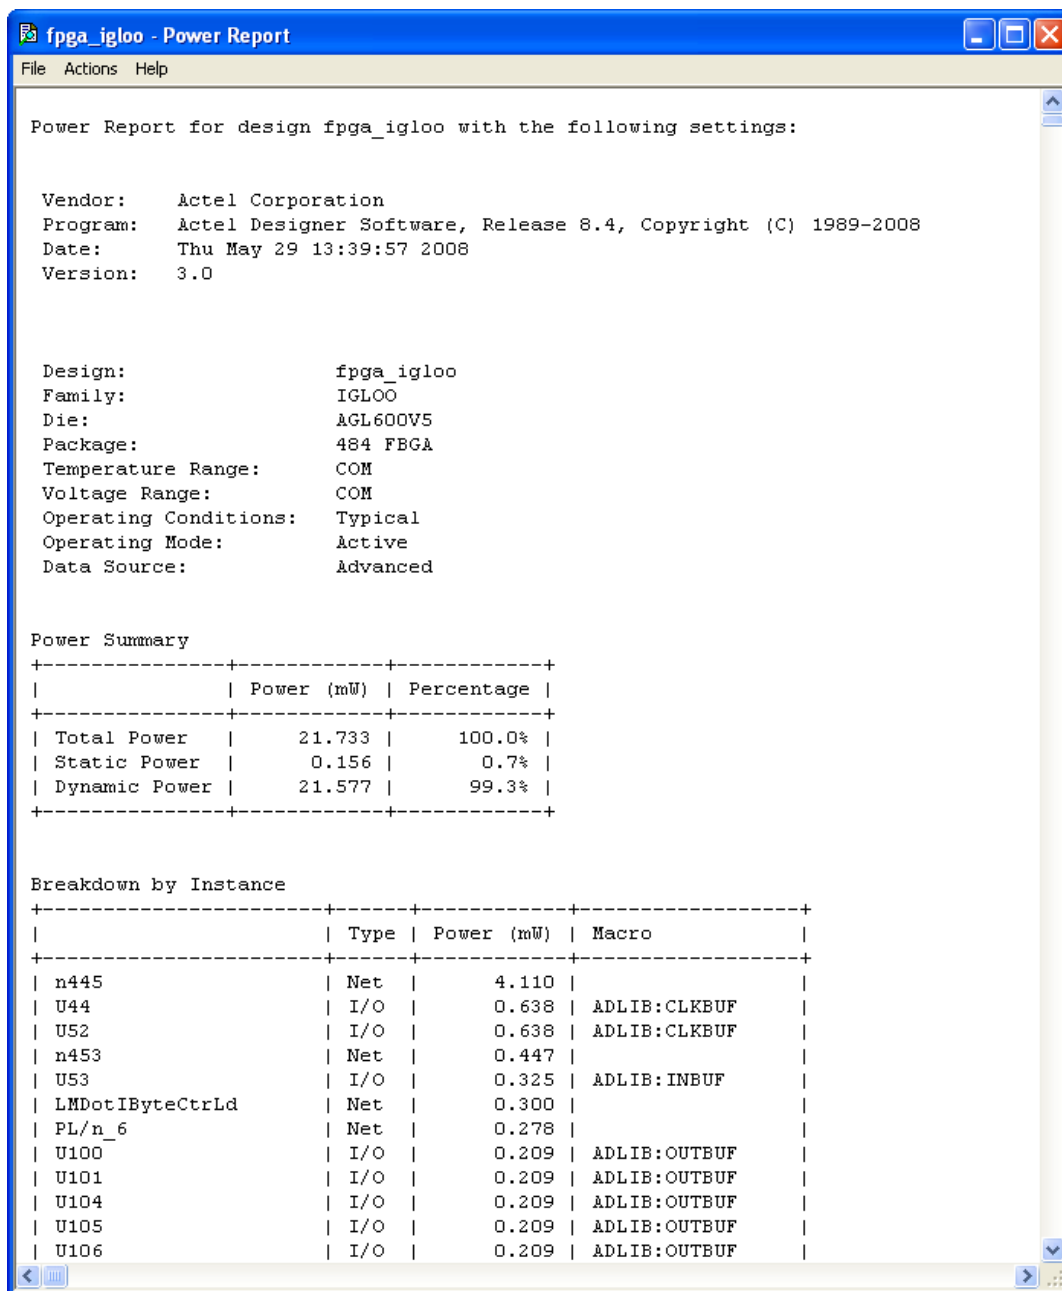 fpga_igloo - Power Report
File Actions Help
Power Report for design fpga_igloo with the following settings:
Vendor: Actel Corporation
Program: Actel Designer Software, Release 8.4, Copyright (C) 1989-2008
Date: Thu May 29 13:39:57 2008
Version: 3.0
Design: fpga_igloo
Family: IGLOO
Die: AGL600V5
Package: 484 FBGA
Temperature Range: COM
Voltage Range: COM
Operating Conditions: Typical
Operating Mode: Active
Data Source: Advanced
Power Summary
+---------------+------------+------------+
|               | Power (mW) | Percentage |
+---------------+------------+------------+
| Total Power   |     21.733 |     100.0% |
| Static Power  |      0.156 |       0.7% |
| Dynamic Power |     21.577 |      99.3% |
+---------------+------------+------------+
Breakdown by Instance
+-----------------------+------+------------+------------------+
|                       | Type | Power (mW) | Macro            |
+-----------------------+------+------------+------------------+
| n445                  | Net  |      4.110 |                  |
| U44                   | I/O  |      0.638 | ADLIB:CLKBUF     |
| U52                   | I/O  |      0.638 | ADLIB:CLKBUF     |
| n453                  | Net  |      0.447 |                  |
| U53                   | I/O  |      0.325 | ADLIB:INBUF      |
| LMDotIByteCtrLd       | Net  |      0.300 |                  |
| PL/n_6                | Net  |      0.278 |                  |
| U100                  | I/O  |      0.209 | ADLIB:OUTBUF     |
| U101                  | I/O  |      0.209 | ADLIB:OUTBUF     |
| U104                  | I/O  |      0.209 | ADLIB:OUTBUF     |
| U105                  | I/O  |      0.209 | ADLIB:OUTBUF     |
| U106                  | I/O  |      0.209 | ADLIB:OUTBUF     |